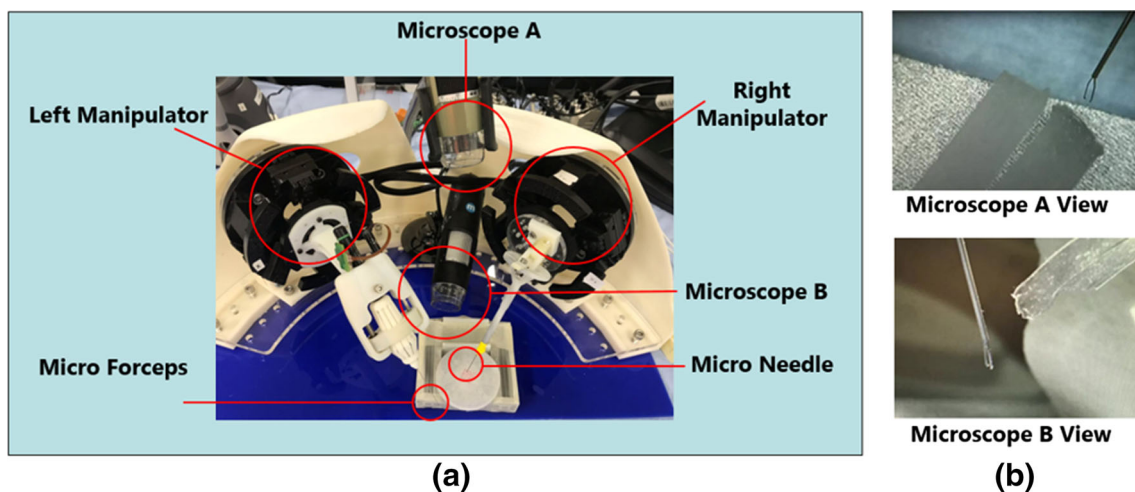 Microscope A
Left Manipulator
Right
Manipulator
Microscope B
Micro Forceps
Micro Needle
(a)
Microscope A View
Microscope B View
(b)